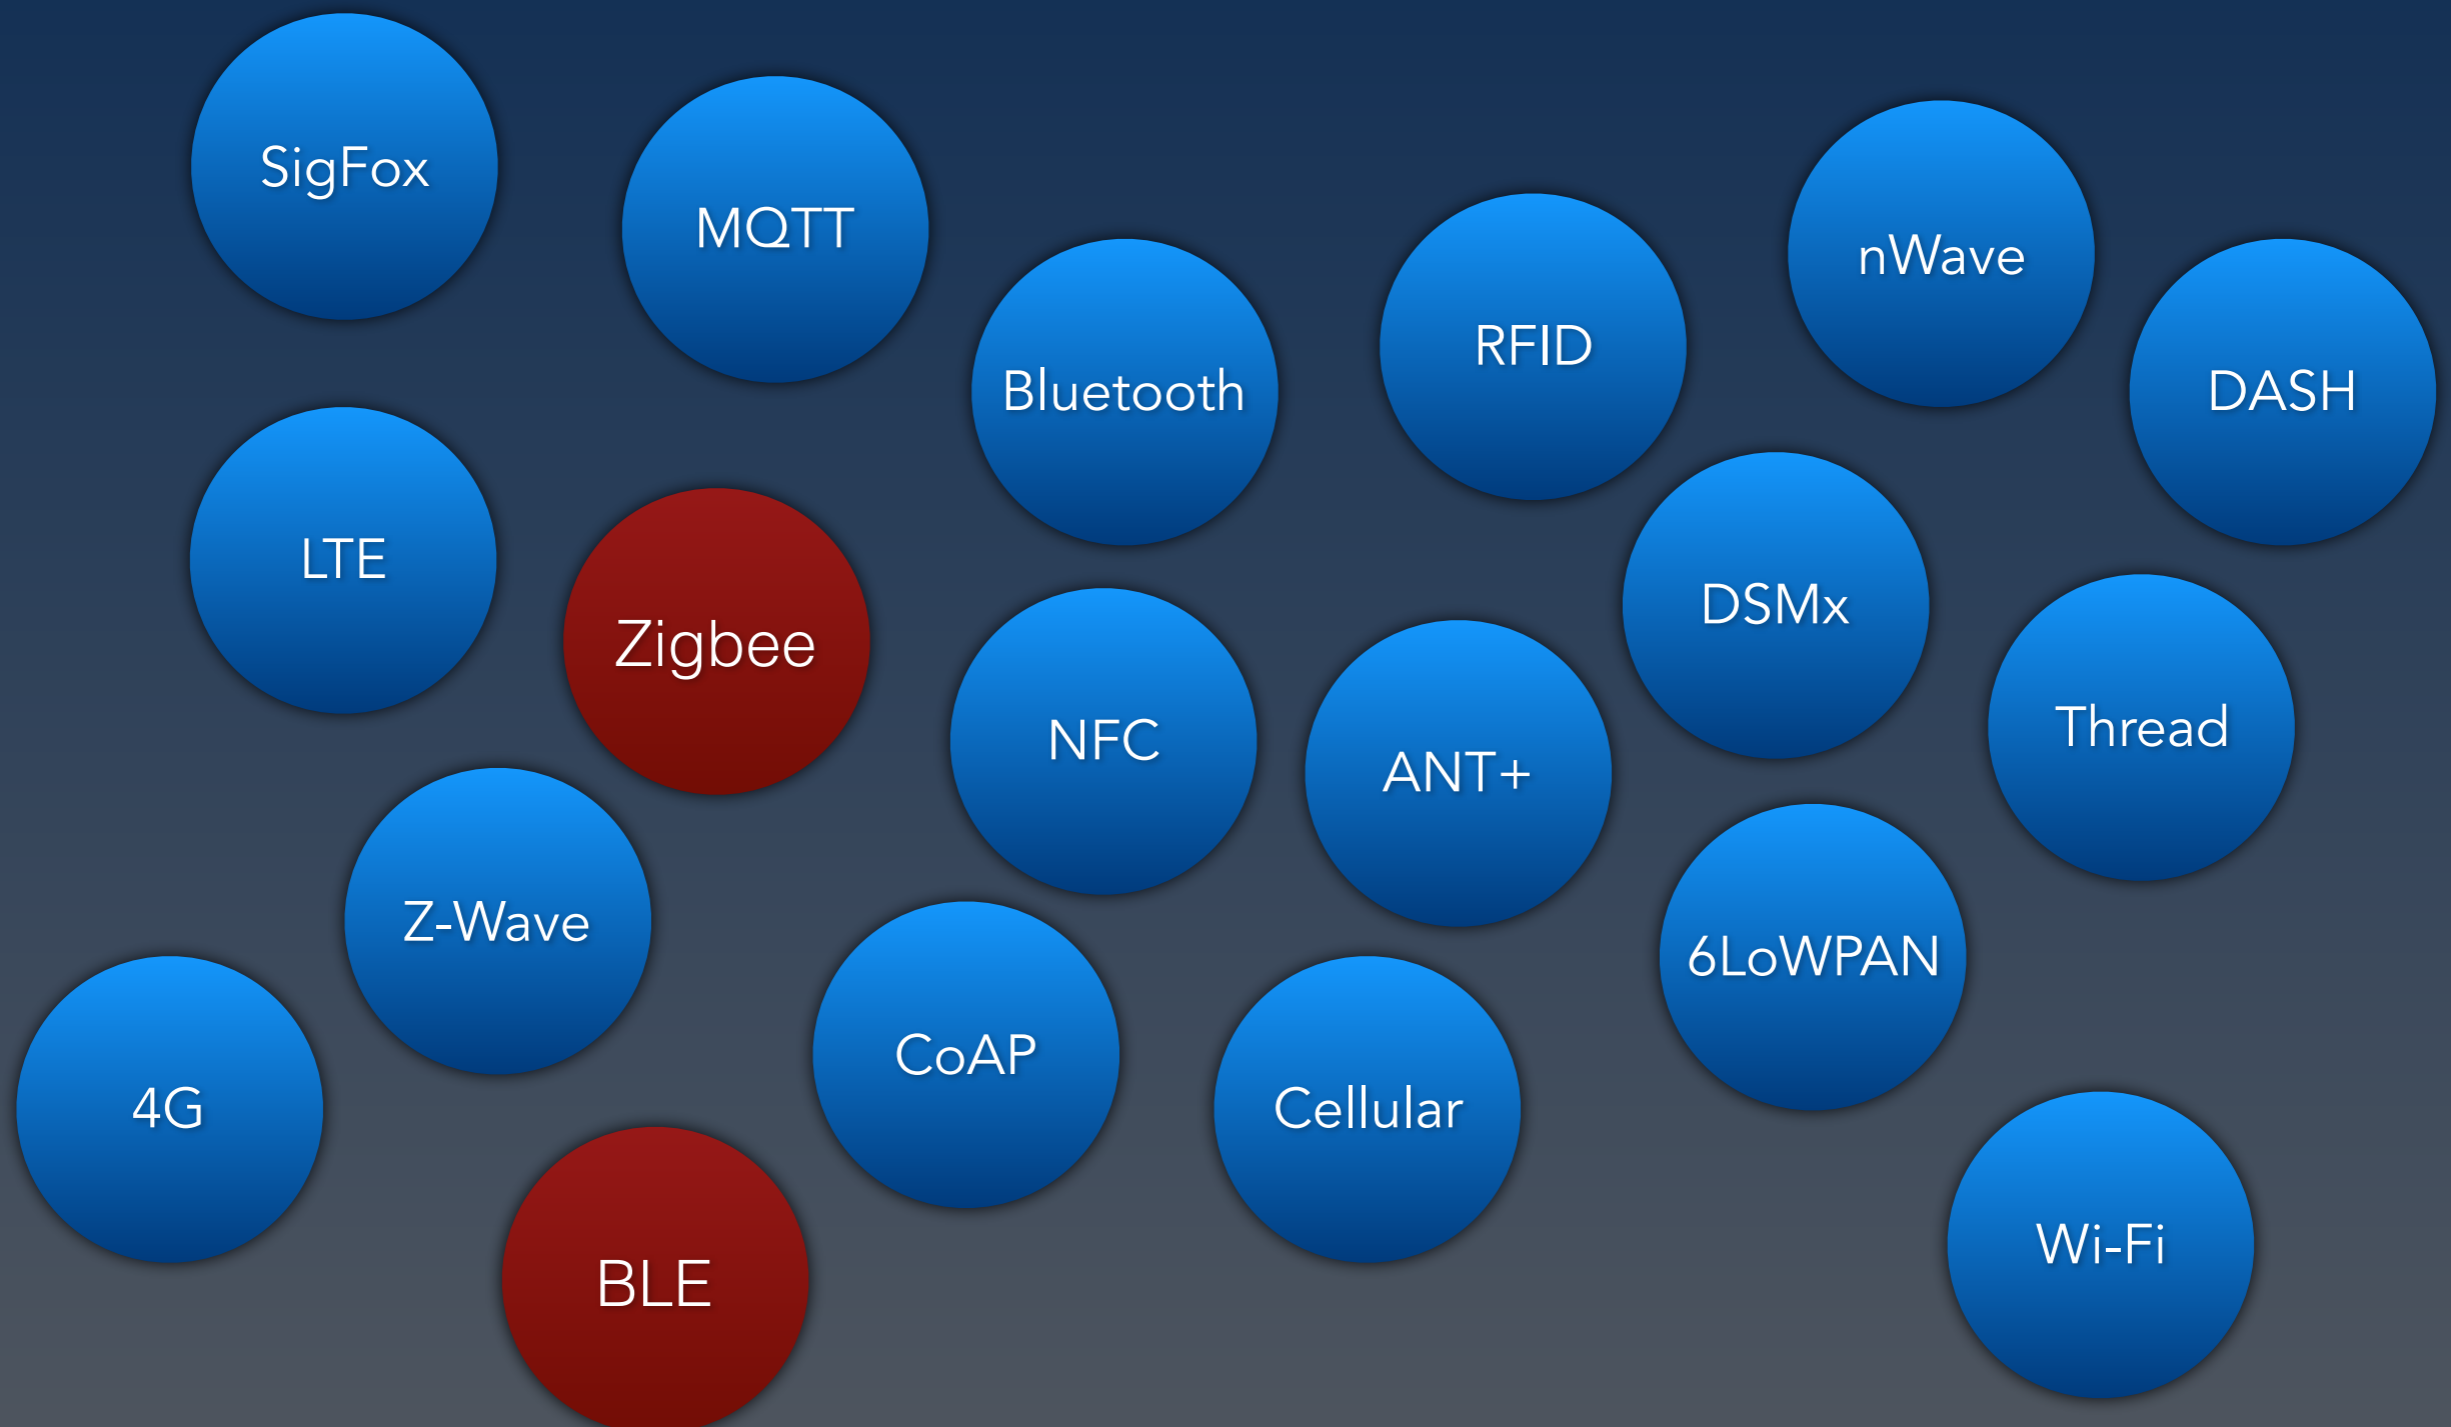 SigFox
MQTT
nWave
RFID
Bluetooth
DASH
LTE
DSMx
Zigbee
Thread
NFC
ANT+
Z-Wave
6LoWPAN
CoAP
4G
Cellular
Wi-Fi
BLE